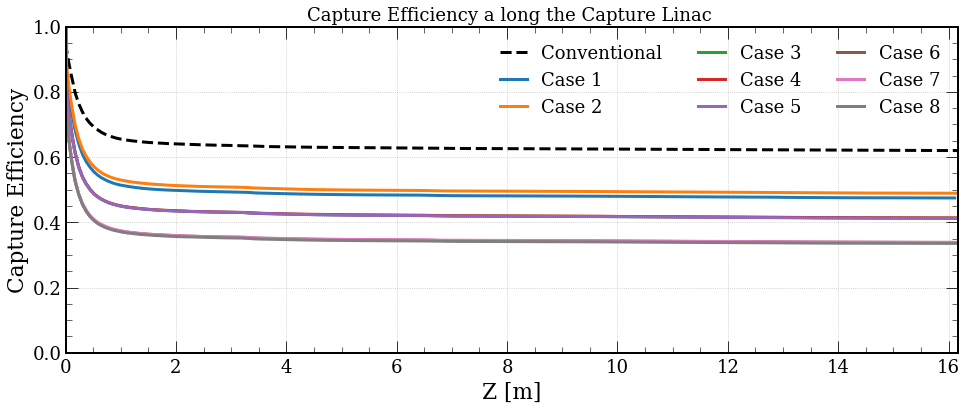 Capture Efficiency a long the Capture Linac
Capture Efficiency
1.0
0.8
0.6
0.4
0.2
0.0
Conventional
Case 1
Case 2
Case 3
Case 4
Case 5
Case 6
Case 7
Case 8
0 2 4 6 8 10 12 14 16
Z [m]